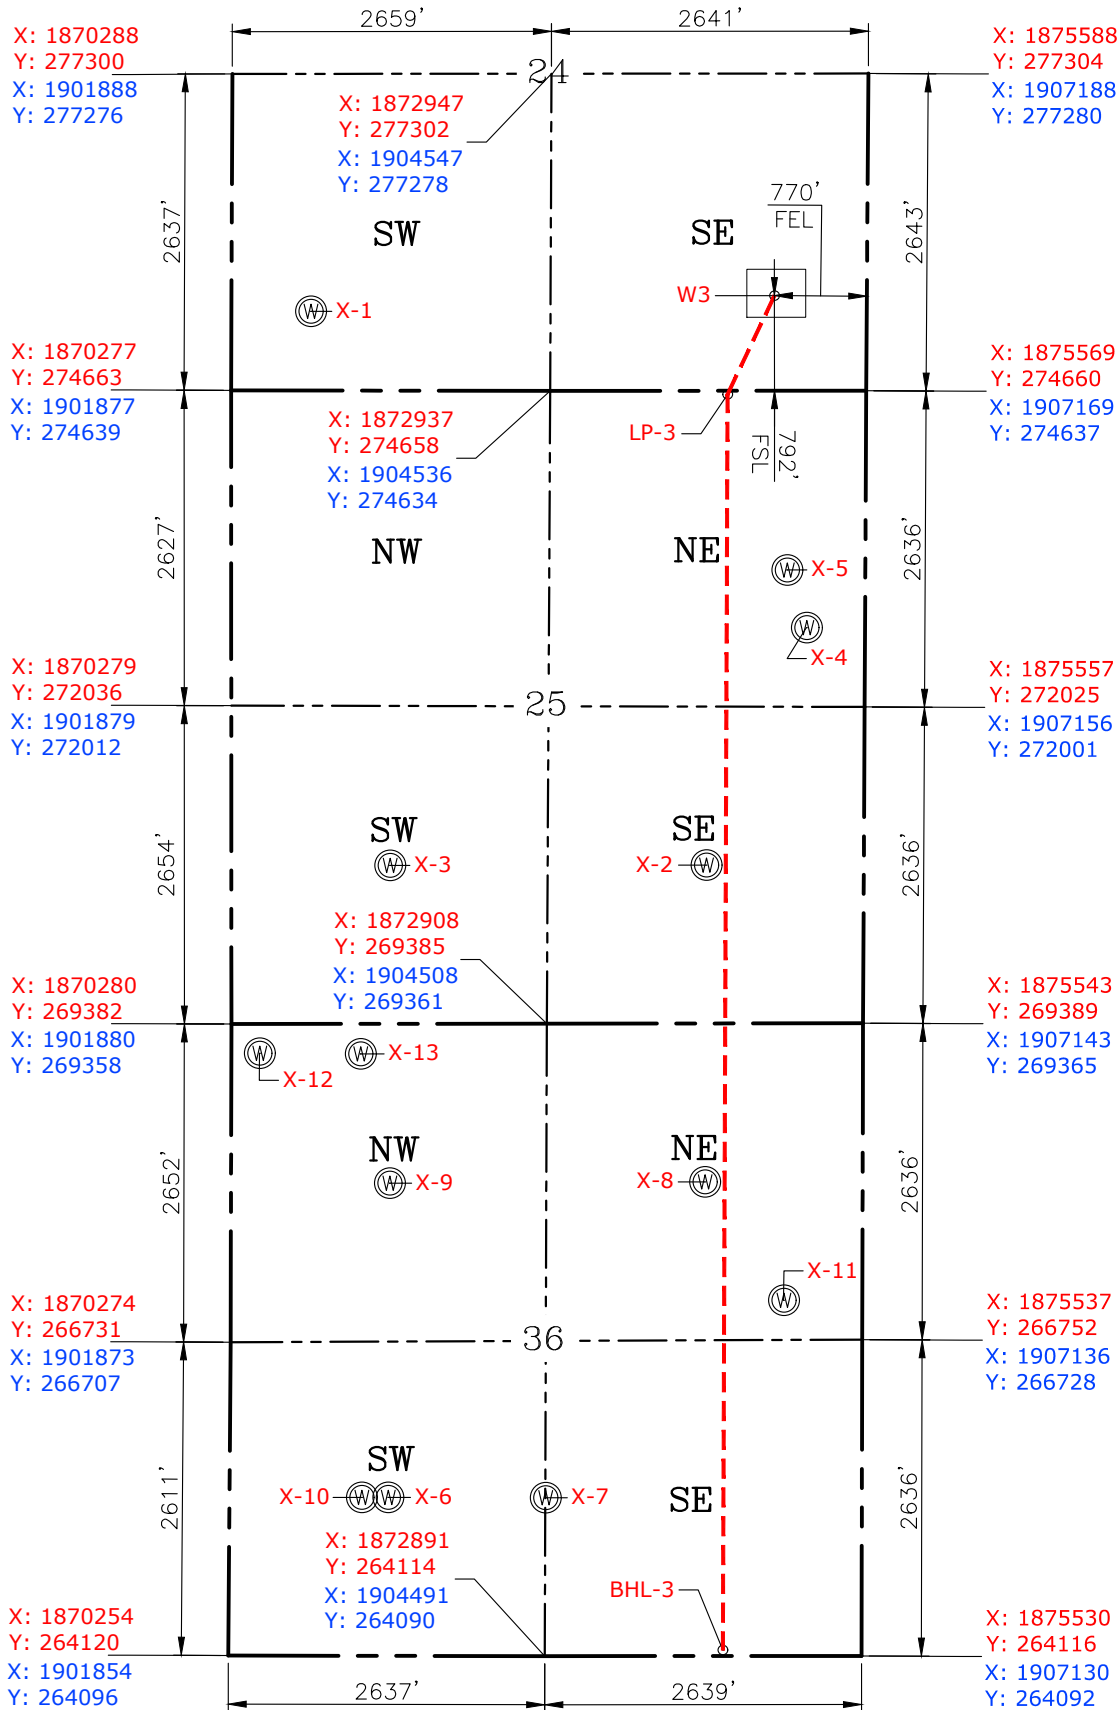 2659'
2641'
X: 1870288
Y: 277300
X: 1901888
Y: 277276
X: 1875588
Y: 277304
X: 1907188
Y: 277280
24
X: 1872947
Y: 277302
X: 1904547
Y: 277278
2637'
2643'
770'
FEL
SW
SE
W3
X-1
X: 1870277
Y: 274663
X: 1901877
Y: 274639
X: 1875569
Y: 274660
X: 1907169
Y: 274637
X: 1872937
Y: 274658
X: 1904536
Y: 274634
LP-3
792'
FSL
2627'
2636'
NW
NE
X-5
X-4
X: 1870279
Y: 272036
X: 1901879
Y: 272012
X: 1875557
Y: 272025
X: 1907156
Y: 272001
25
2654'
2636'
SW
SE
X-3
X-2
X: 1872908
Y: 269385
X: 1904508
Y: 269361
X: 1870280
Y: 269382
X: 1901880
Y: 269358
X: 1875543
Y: 269389
X: 1907143
Y: 269365
X-13
X-12
2652'
2636'
NW
NE
X-9
X-8
X-11
X: 1870274
Y: 266731
X: 1901873
Y: 266707
X: 1875537
Y: 266752
X: 1907136
Y: 266728
36
2611'
2636'
SW
SE
X-10
X-6
X-7
X: 1872891
Y: 264114
X: 1904491
Y: 264090
BHL-3
X: 1870254
Y: 264120
X: 1901854
Y: 264096
X: 1875530
Y: 264116
X: 1907130
Y: 264092
2637'
2639'
W
W
W
W
W
W
W
W
W
W
W
W
W